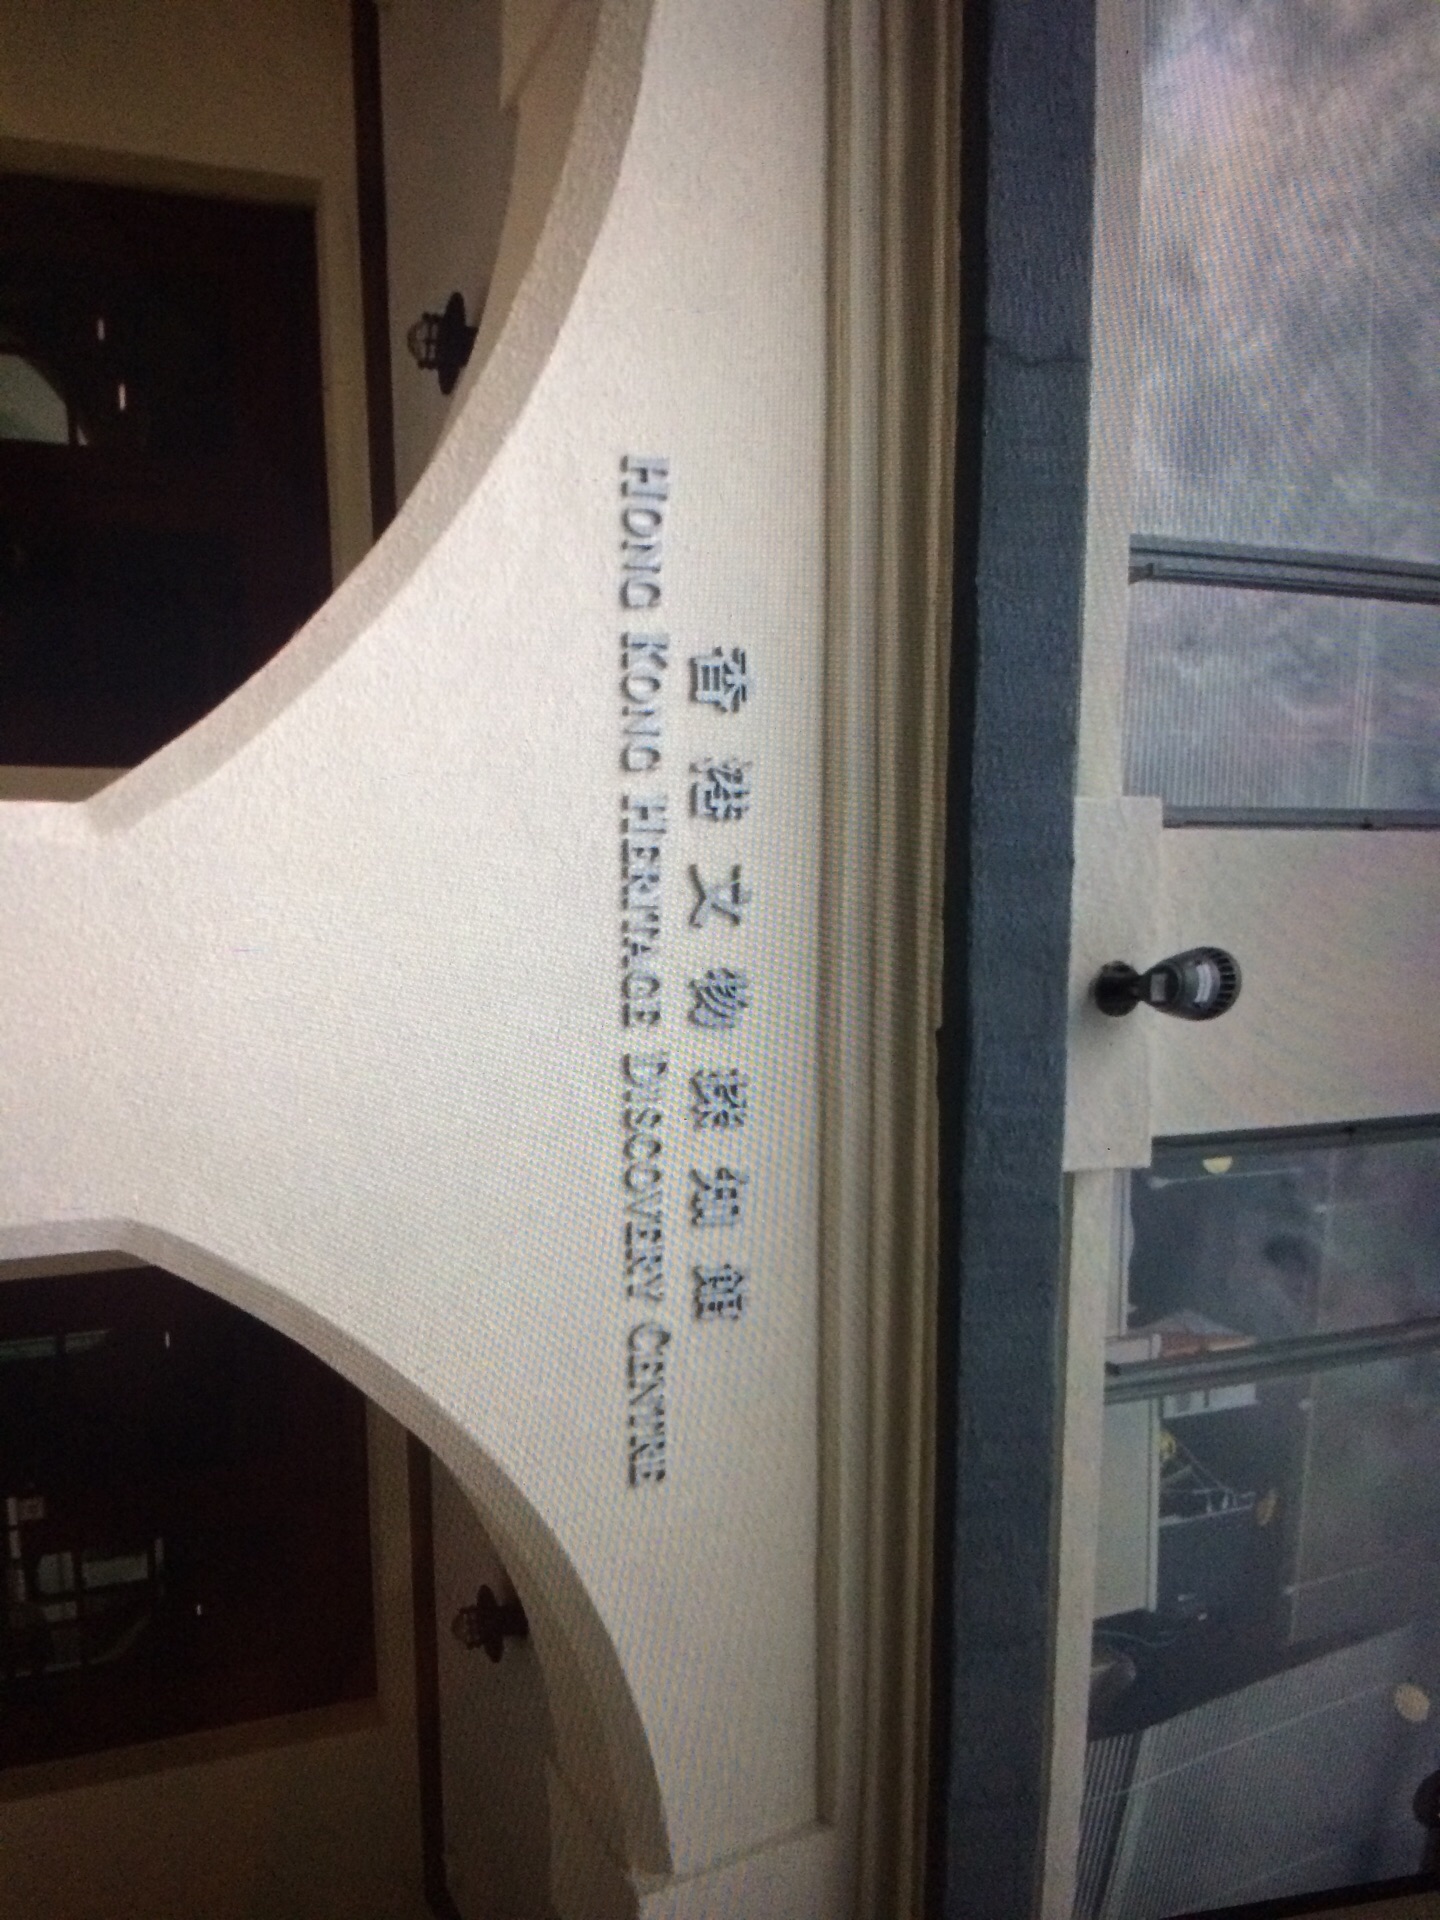 香港文物探知館
HONG KONG HERITAGE DISCOVERY CENTRE